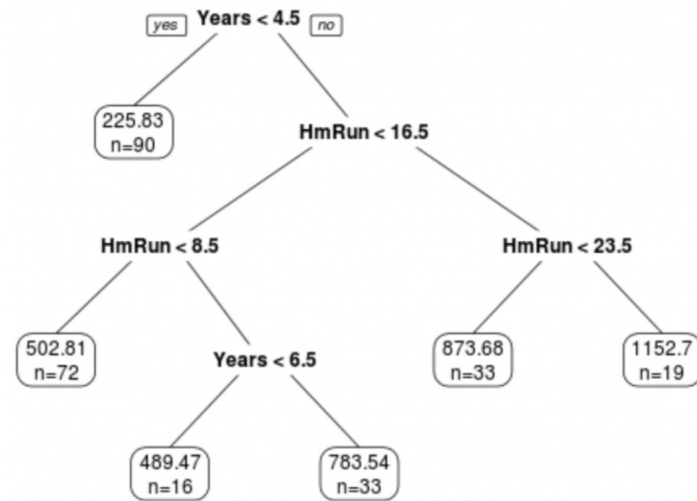 yes Years < 4.5 no
225.83
n=90
HmRun < 16.5
HmRun < 8.5
HmRun < 23.5
502.81
n=72
Years < 6.5
873.68
n=33
1152.7
n=19
489.47
n=16
783.54
n=33